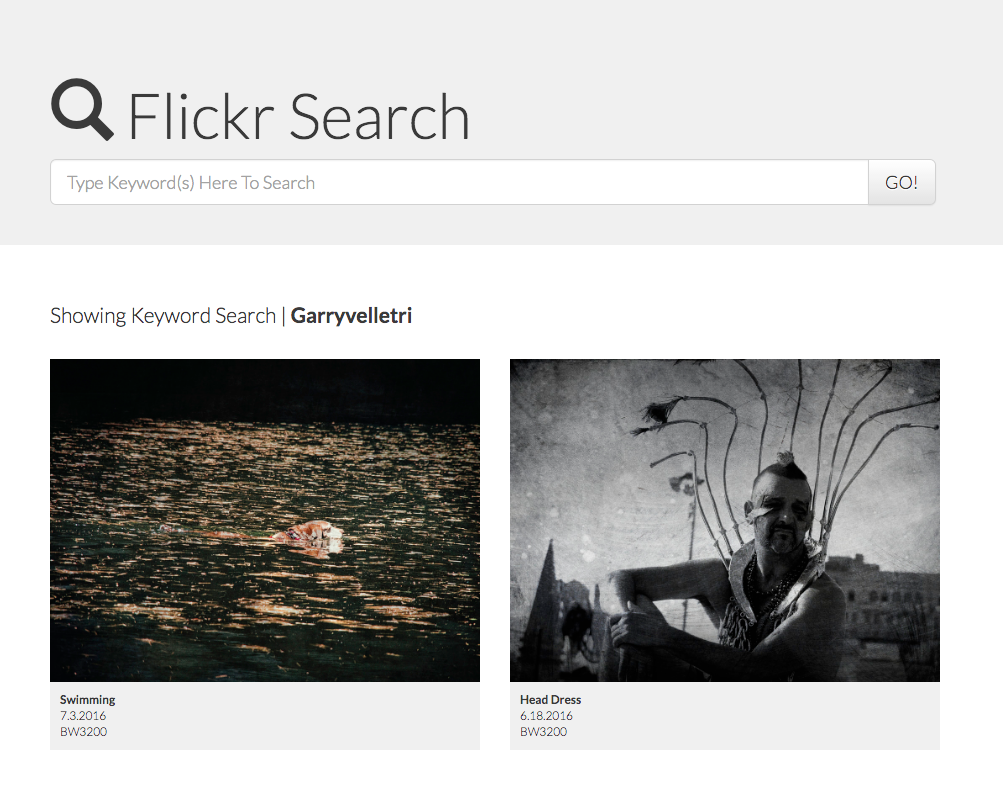 Flickr Search
Type Keyword(s) Here To Search
GO!
Showing Keyword Search | Garryvelletri
Swimming
7.3.2016
BW3200
Head Dress
6.18.2016
BW3200